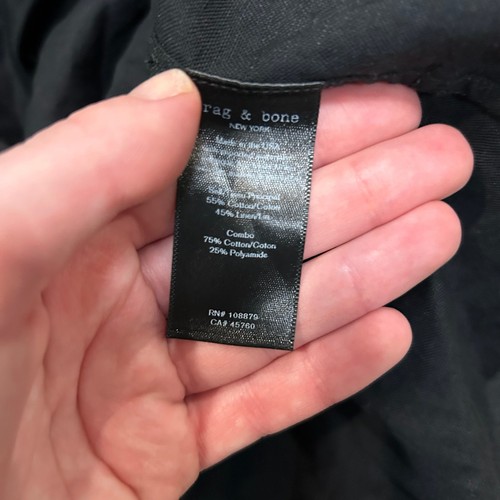 rag & bone
NEW YORK
Made in the USA
Principal
55% Cotton/Coton
45% Linen/Lin
Combo
75% Cotton/Coton
25% Polyamide
RN# 108879
CA# 45760